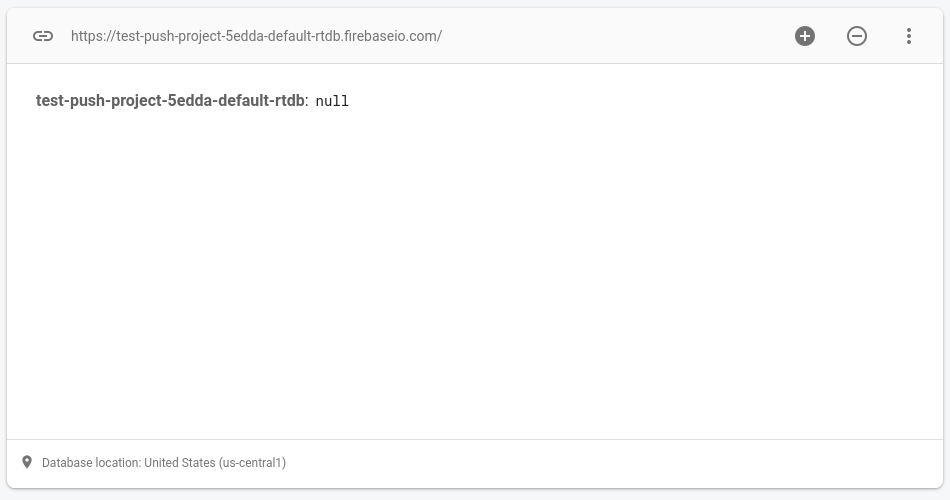 https://test-push-project-5edda-default-rtdb.firebaseio.com/
test-push-project-5edda-default-rtdb: null
Database location: United States (us-central1)